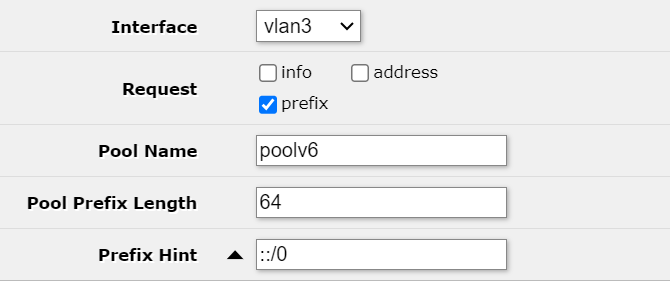 Interface vlan3
Request info address
prefix
Pool Name poolv6
Pool Prefix Length 64
Prefix Hint ::/0